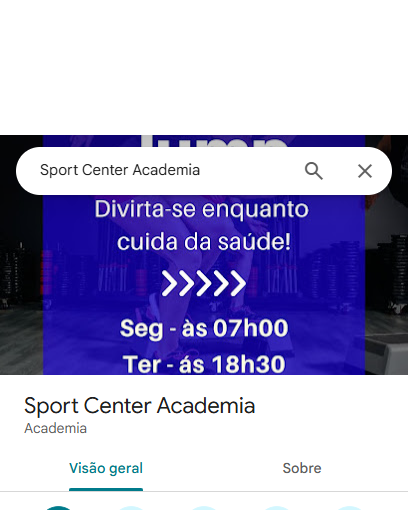 Jump
Sport Center Academia
Divirta-se enquanto
cuida da saúde!
Seg - às 07h00
Ter - ás 18h30
Sport Center Academia
Academia
Visão geral
Sobre